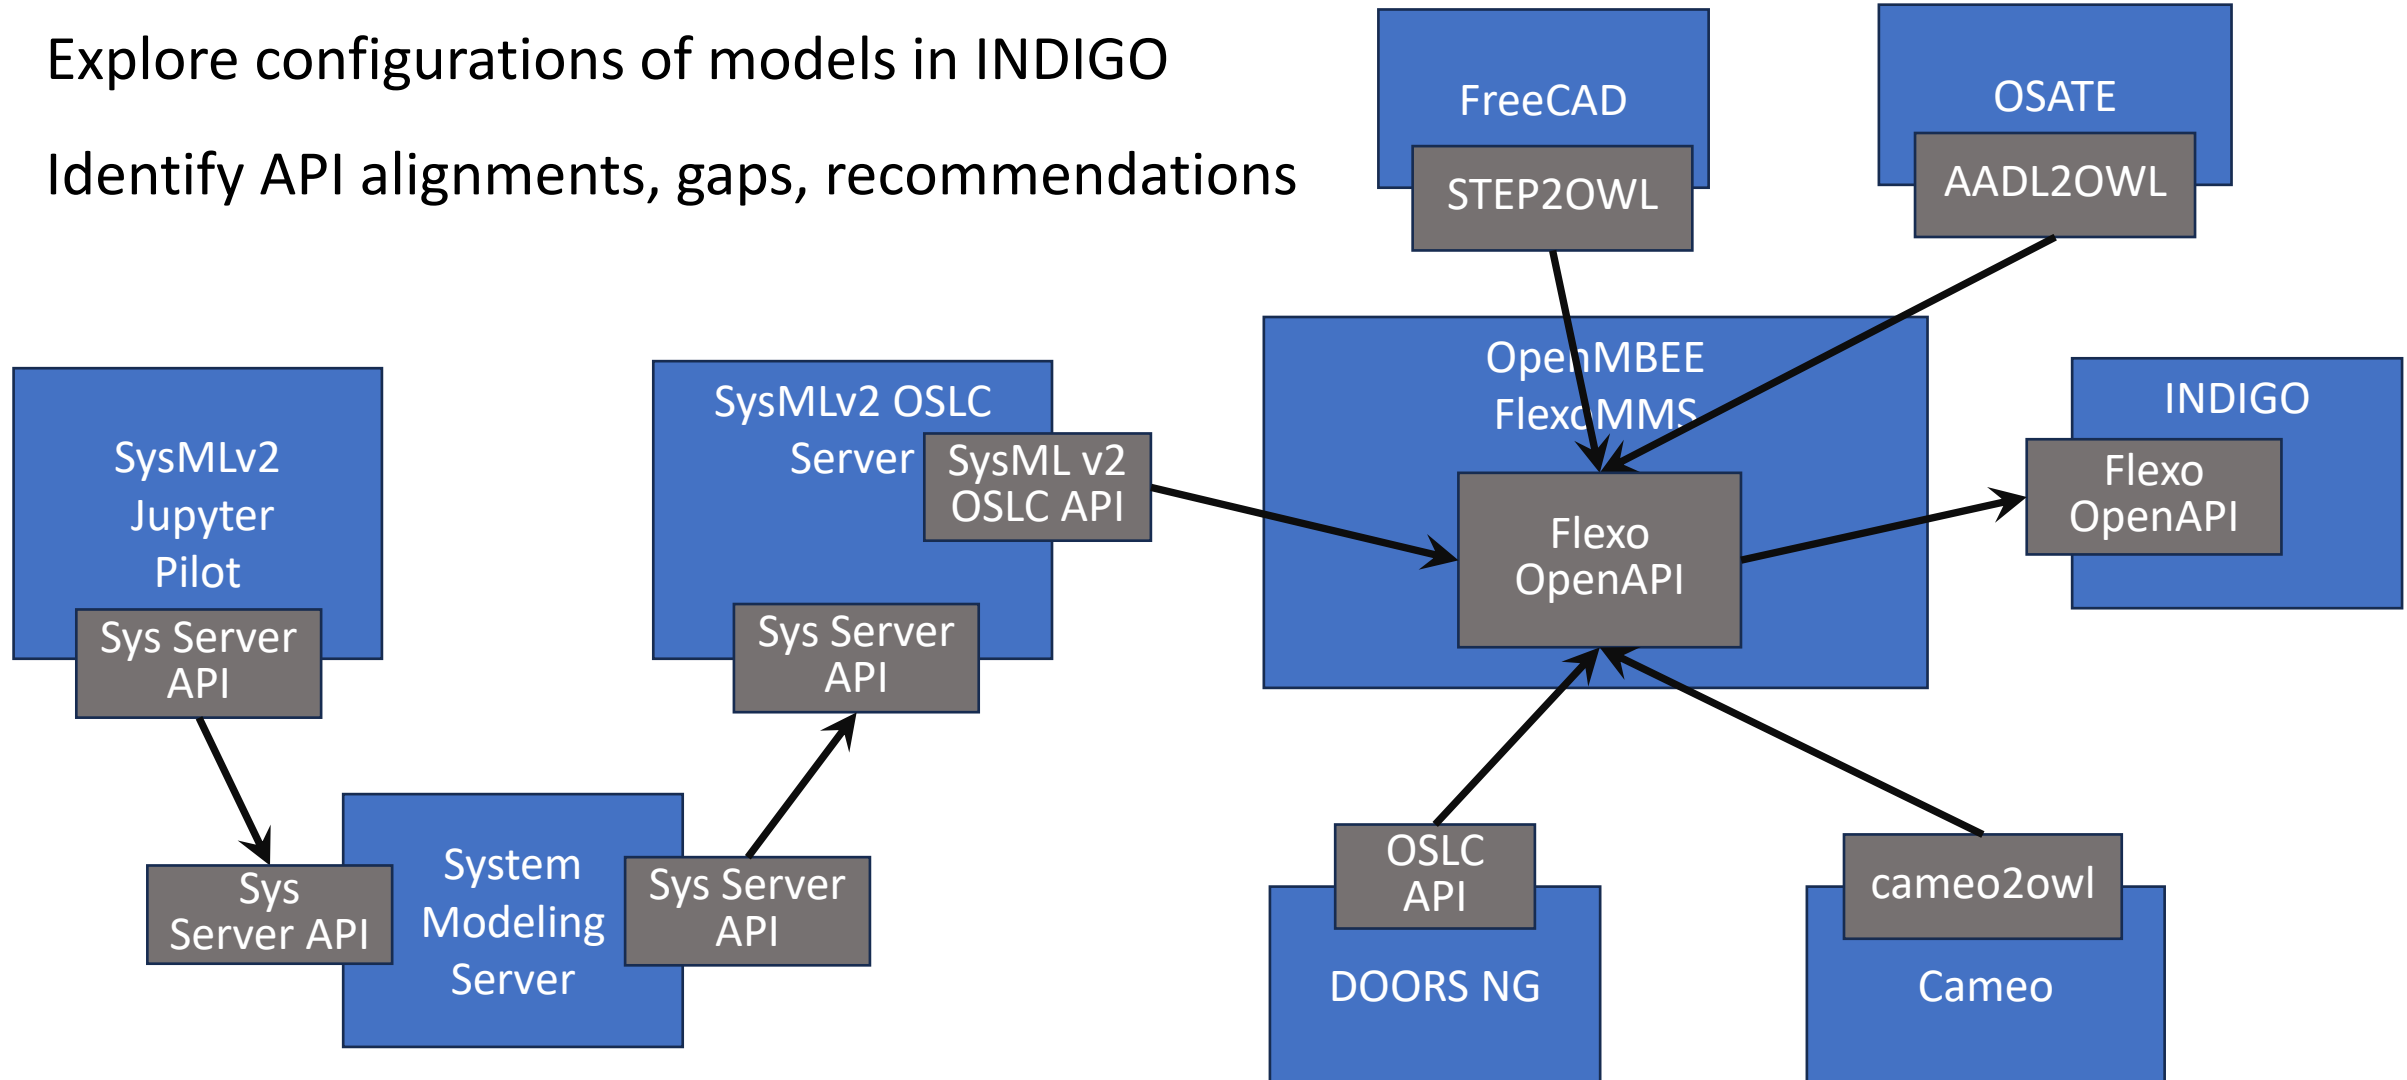 Explore configurations of models in INDIGO
Identify API alignments, gaps, recommendations
FreeCAD
STEP2OWL
OSATE
AADL2OWL
SysMLv2
Jupyter
Pilot
Sys Server
API
SysMLv2 OSLC
Server
SysML v2
OSLC API
Sys Server
API
OpenMBEE
FlexoMMS
Flexo
OpenAPI
INDIGO
Flexo
OpenAPI
Sys
Server API
System
Modeling
Server
Sys Server
API
OSLC
API
DOORS NG
cameo2owl
Cameo